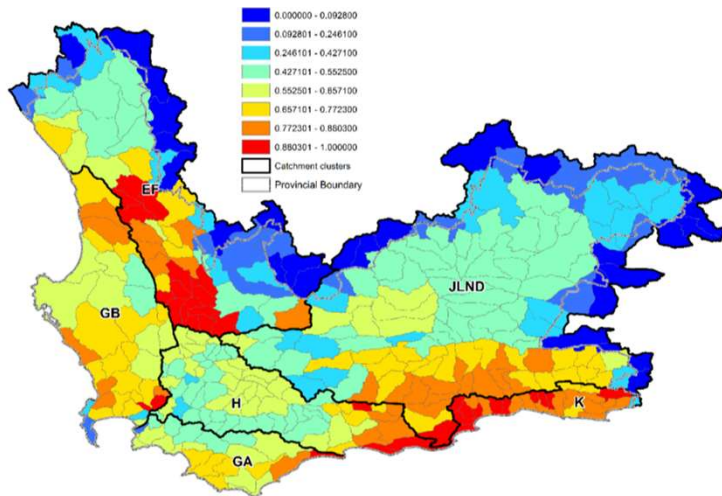 0.000000 - 0.092800
0.092801 - 0.246100
0.246101 - 0.427100
0.427101 - 0.552500
0.552501 - 0.657100
0.657101 - 0.772300
0.772301 - 0.880300
0.880301 - 1.000000
Catchment clusters
Provincial Boundary
EF
JLND
GB
H
K
GA